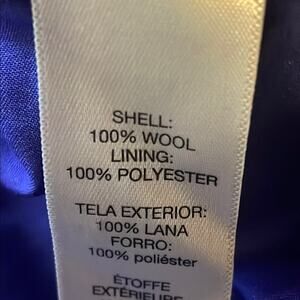 SHELL:
100% WOOL
LINING:
100% POLYESTER
TELA EXTERIOR:
100% LANA
FORRO:
100% poliéster
ÉTOFFE
EXTÉRIEURE